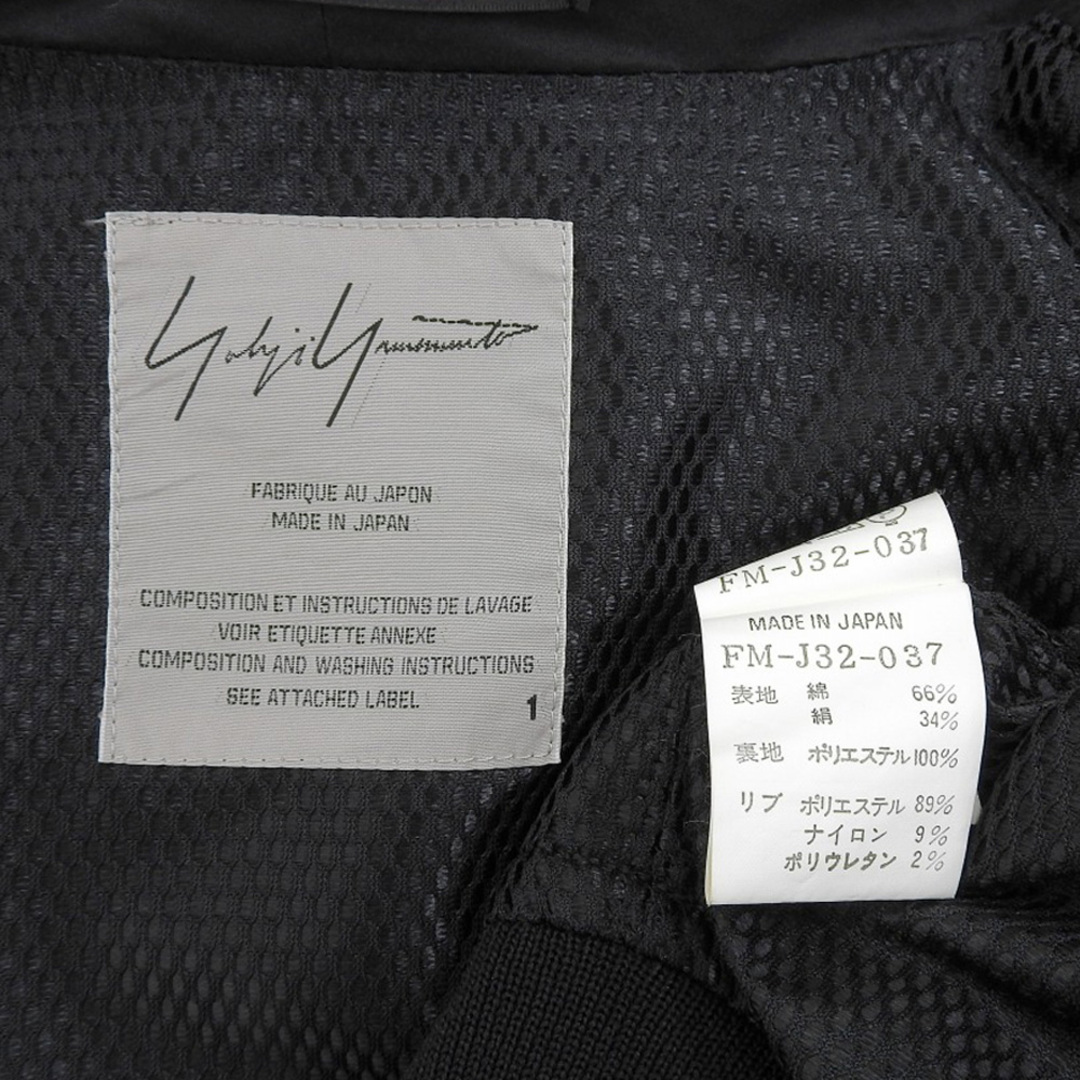 Yohji Yamamoto
FABRIQUE AU JAPON
MADE IN JAPAN
COMPOSITION ET INSTRUCTIONS DE LAVAGE
VOIR ETIQUETTE ANNEXE
COMPOSITION AND WASHING INSTRUCTIONS
SEE ATTACHED LABEL
1
FM-J32-037
MADE IN JAPAN
FM-J32-037
表地 綿 66%
絹 34%
裏地 ポリエステル 100%
リブ ポリエステル 89%
ナイロン 9%
ポリウレタン 2%